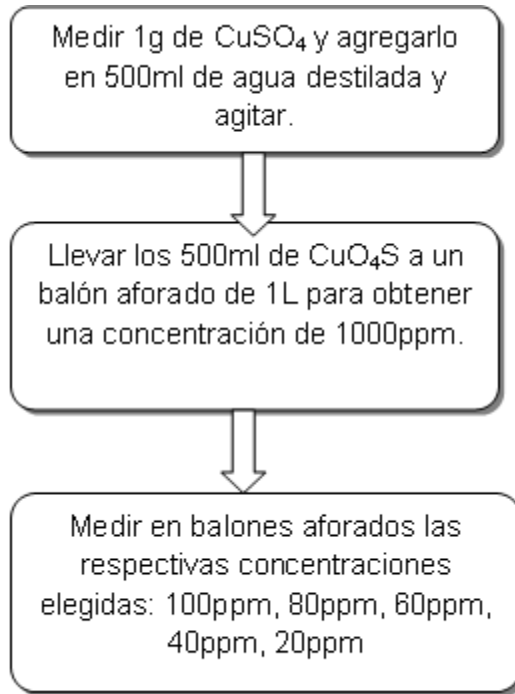 Medir 1g de CuSO₄ y agregarlo
en 500ml de agua destilada y
agitar.
Llevar los 500ml de CuO₄S a un
balón aforado de 1L para obtener
una concentración de 1000ppm.
Medir en balones aforados las
respectivas concentraciones
elegidas: 100ppm, 80ppm, 60ppm,
40ppm, 20ppm